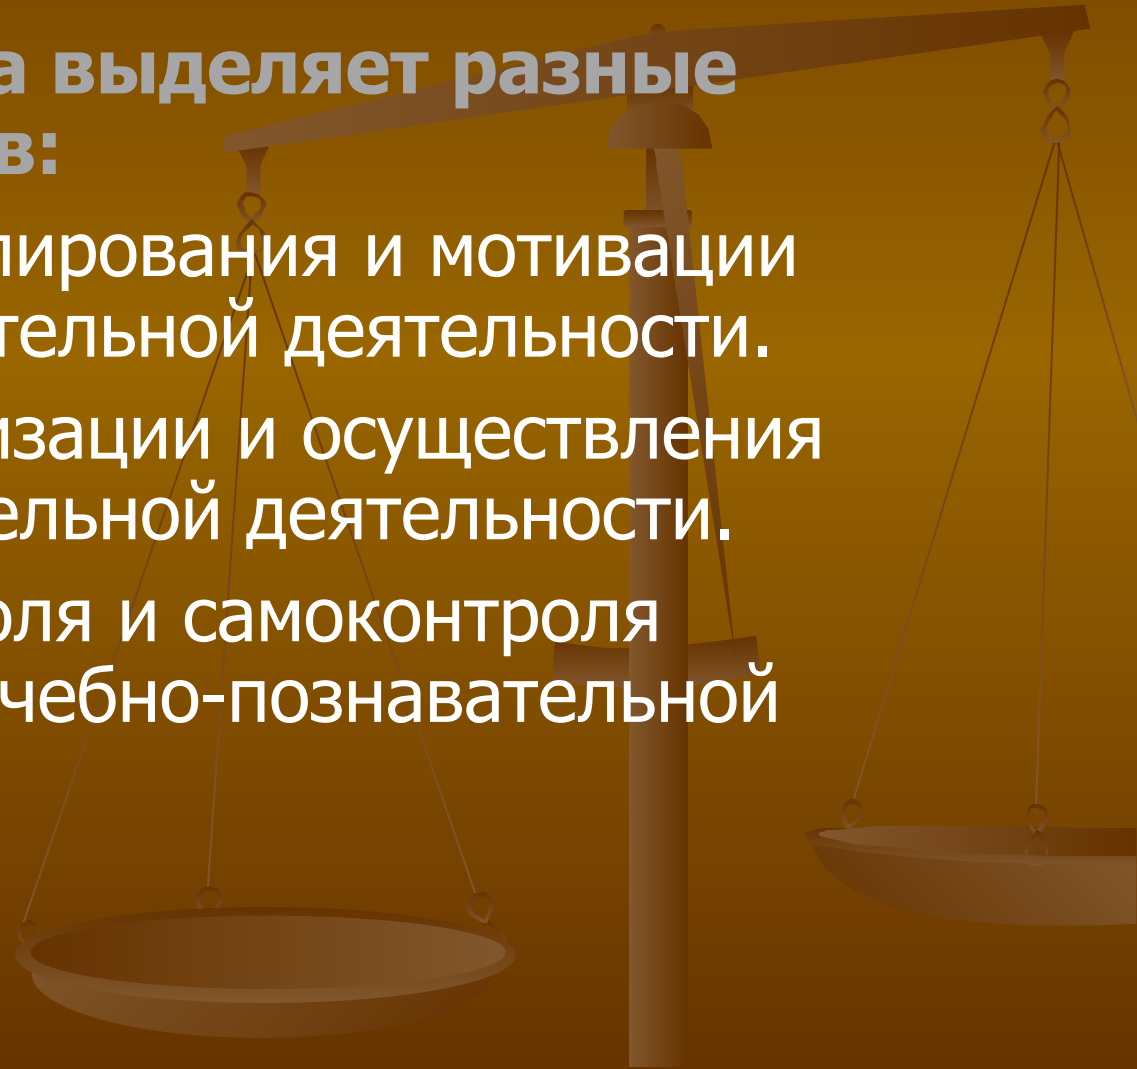 а выделяет разные
в:
лирования и мотивации
тельной деятельности.
изации и осуществления
ельной деятельности.
оля и самоконтроля
чебно-познавательной